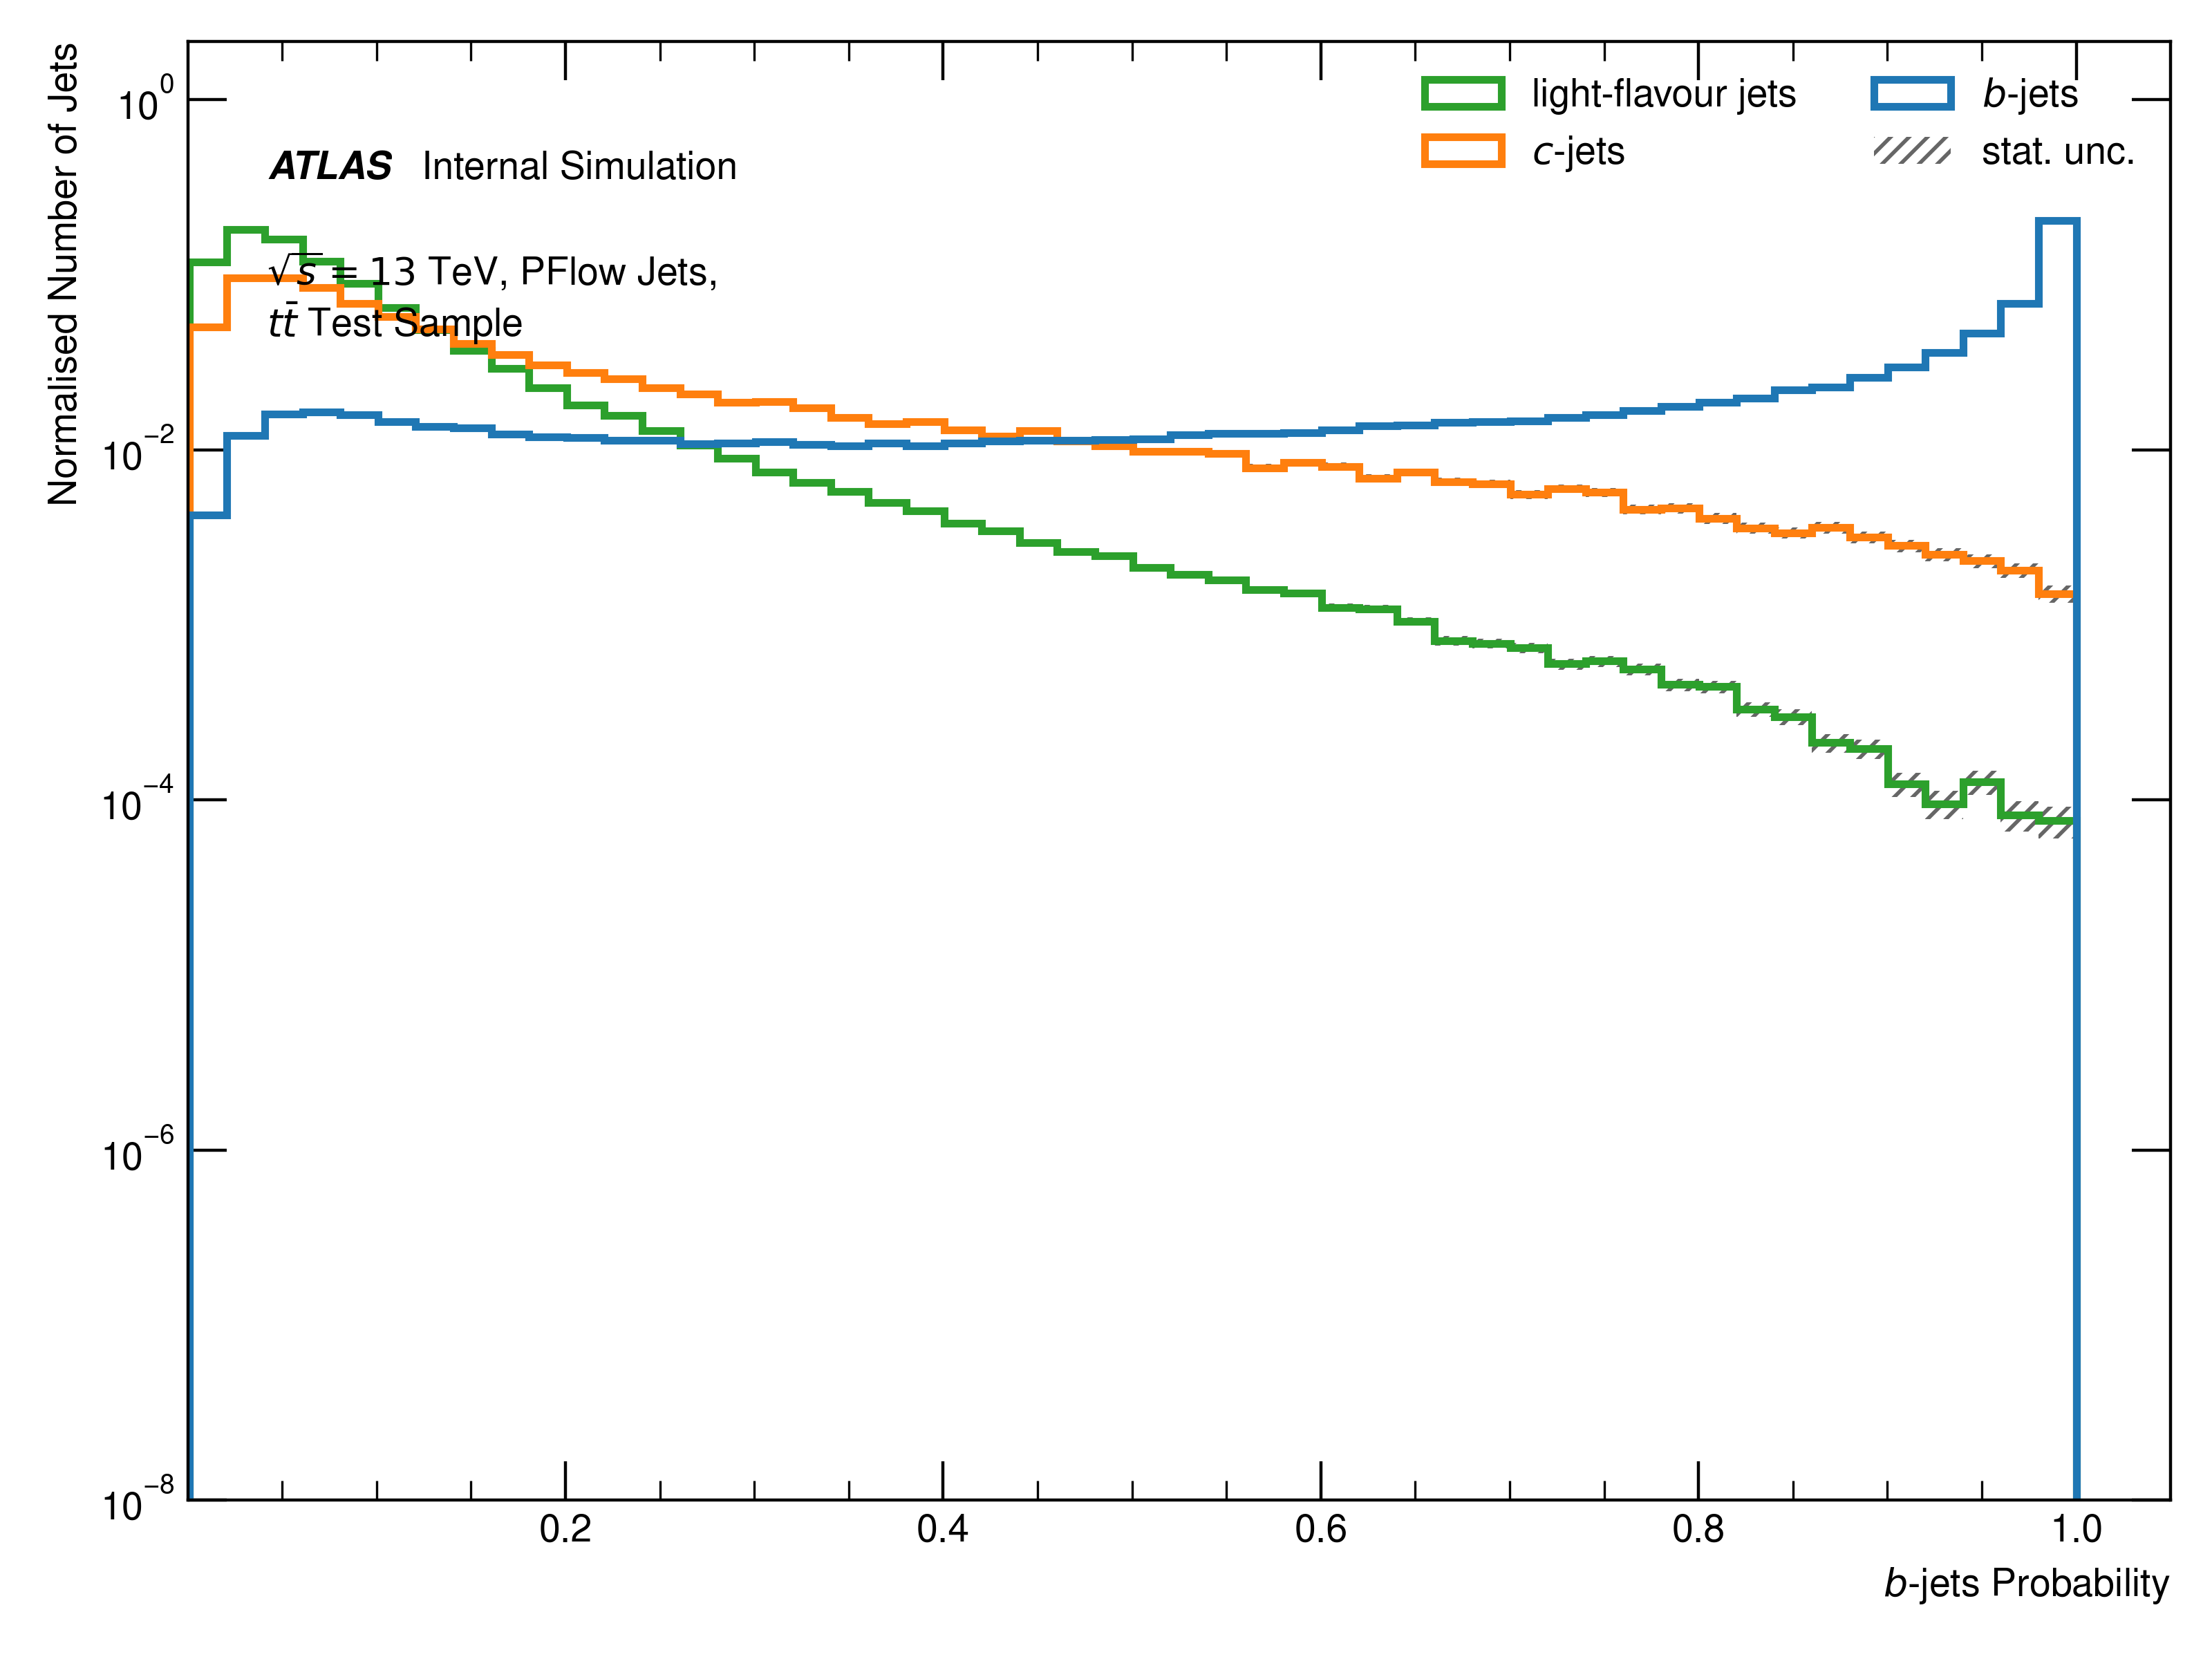 Normalised Number of Jets
10⁰
10⁻²
10⁻⁴
10⁻⁶
10⁻⁸
ATLAS Internal Simulation
√s = 13 TeV, PFlow Jets,
tt̄ Test Sample
light-flavour jets
c-jets
b-jets
stat. unc.
0.2 0.4 0.6 0.8 1.0
b-jets Probability